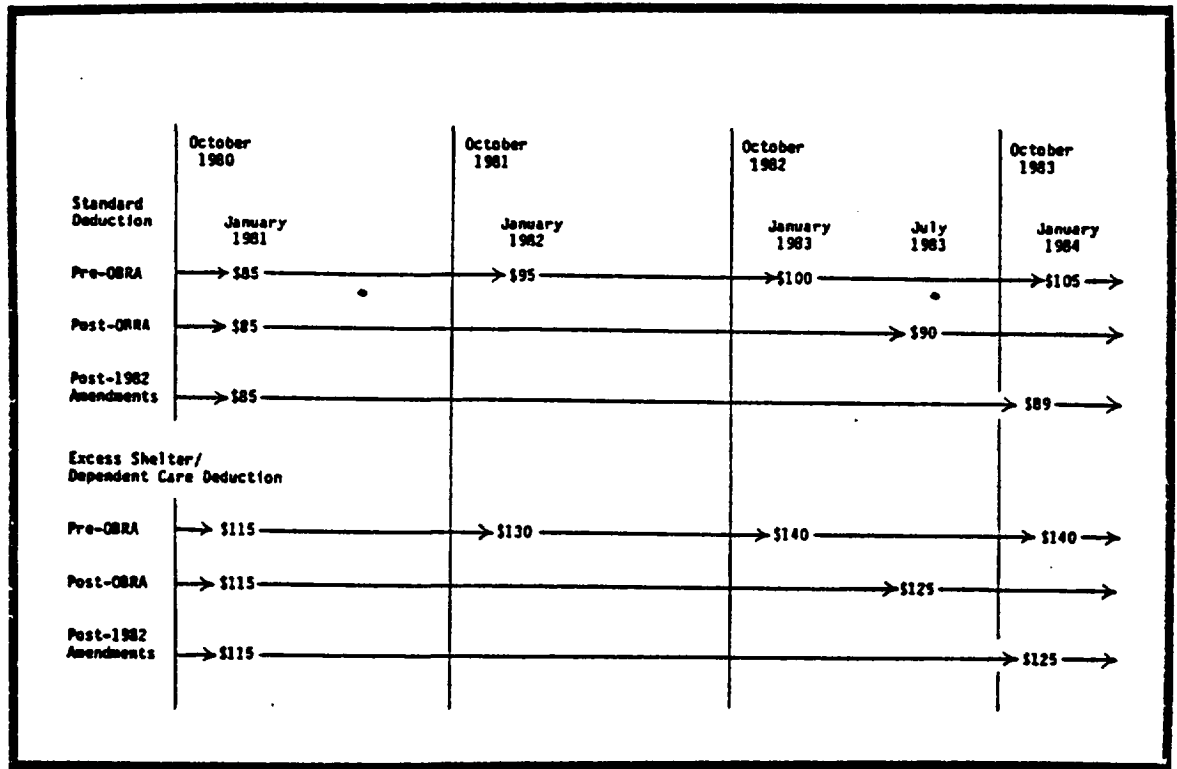 October 1980
October 1981
October 1982
October 1983
Standard
Deduction
January 1981
January 1982
January 1983
July 1983
January 1984
Pre-OBRA $85 $95 $100 $105
Post-OBRA $85 $90
Post-1982
Amendments $85 $89
Excess Shelter/
Dependent Care Deduction
Pre-OBRA $115 $130 $140 $140
Post-OBRA $115 $125
Post-1982
Amendments $115 $125